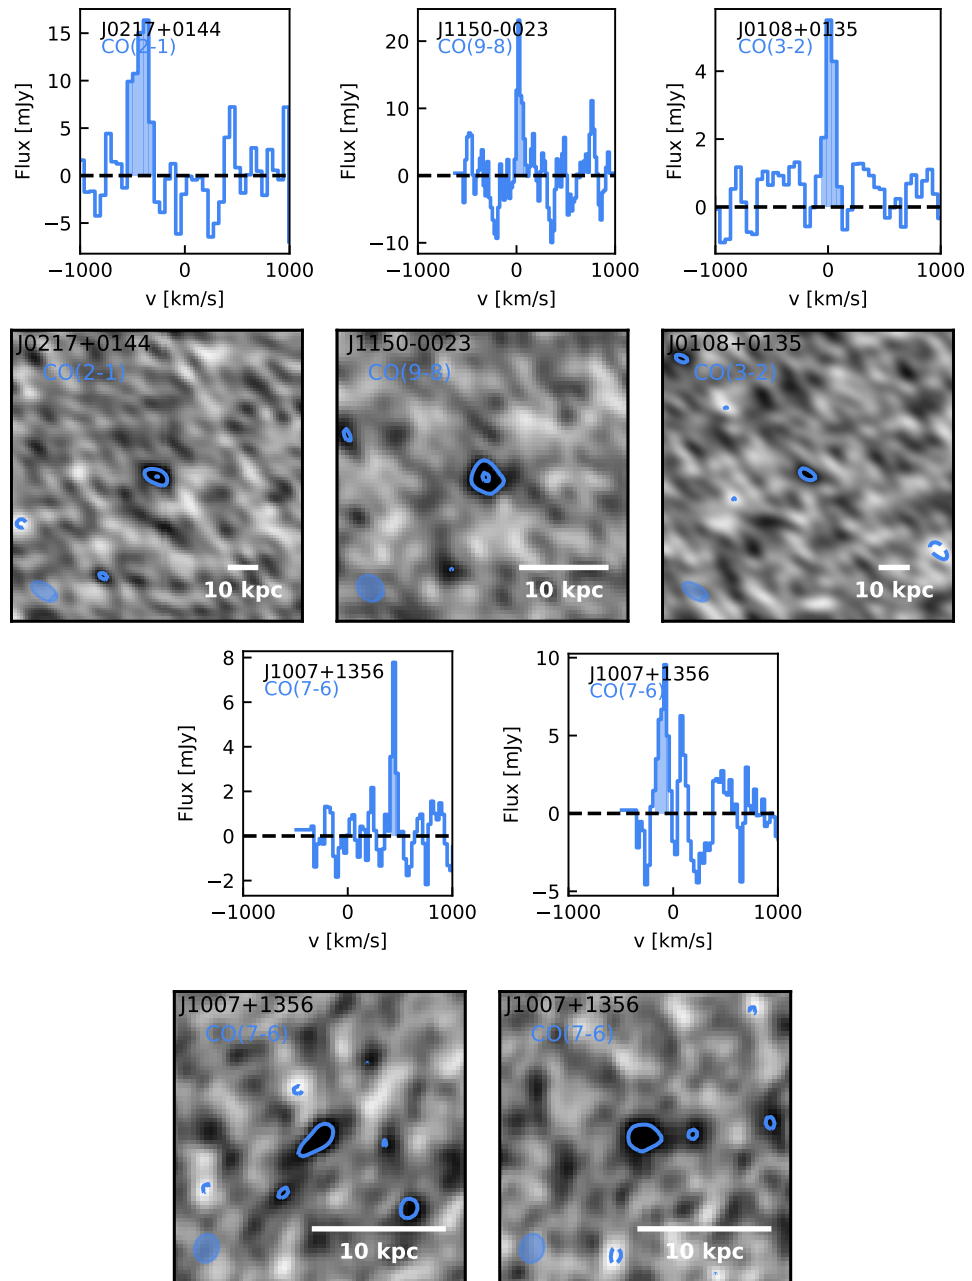 J0217+0144
CO(2-1)
15
10
5
0
−5
Flux [mJy]
−1000
0
1000
v [km/s]
J1150-0023
CO(9-8)
20
10
0
−10
Flux [mJy]
−1000
0
1000
v [km/s]
J0108+0135
CO(3-2)
4
2
0
Flux [mJy]
−1000
0
1000
v [km/s]
J0217+0144
CO(2-1)
10 kpc
J1150-0023
CO(9-8)
10 kpc
J0108+0135
CO(3-2)
10 kpc
J1007+1356
CO(7-6)
8
6
4
2
0
−2
Flux [mJy]
−1000
0
1000
v [km/s]
J1007+1356
CO(7-6)
10
5
0
−5
Flux [mJy]
−1000
0
1000
v [km/s]
J1007+1356
CO(7-6)
10 kpc
J1007+1356
CO(7-6)
10 kpc